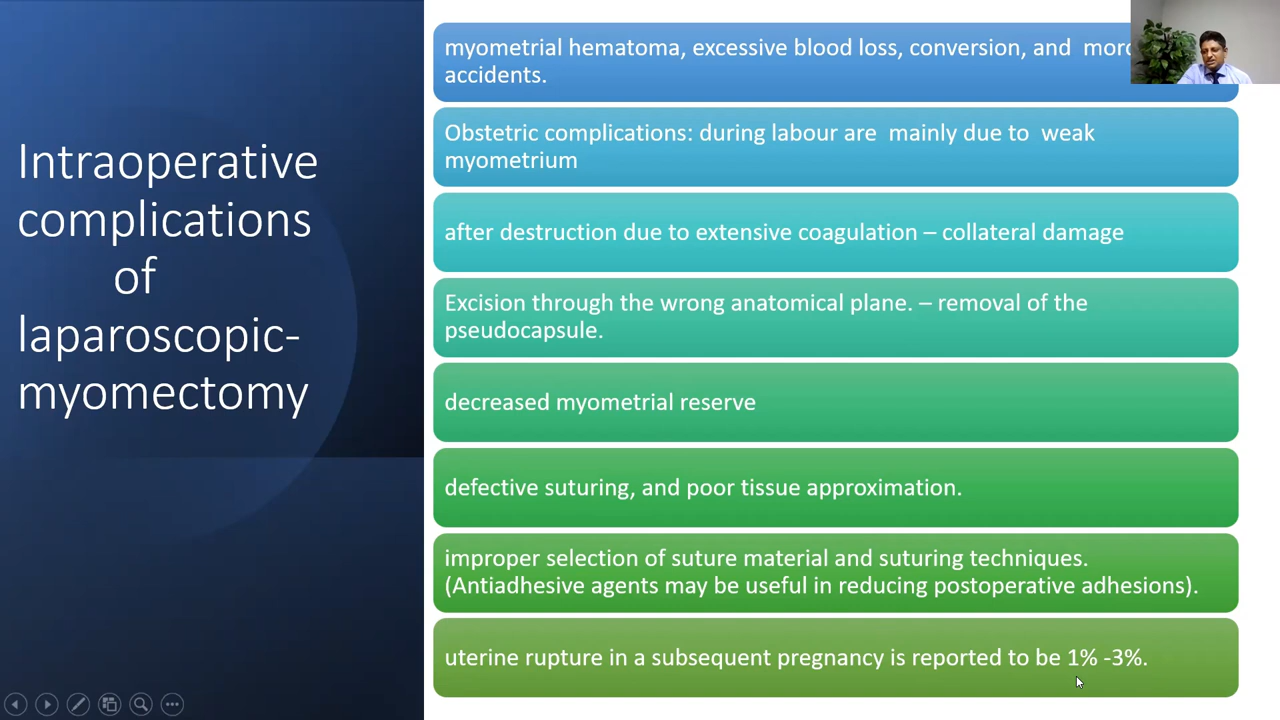 Intraoperative
complications
of
laparoscopic-
myomectomy
myometrial hematoma, excessive blood loss, conversion, and
accidents.
Obstetric complications: during labour are mainly due to weak
myometrium
after destruction due to extensive coagulation – collateral damage
Excision through the wrong anatomical plane. – removal of the
pseudocapsule.
decreased myometrial reserve
defective suturing, and poor tissue approximation.
improper selection of suture material and suturing techniques.
(Antiadhesive agents may be useful in reducing postoperative adhesions).
uterine rupture in a subsequent pregnancy is reported to be 1% -3%.